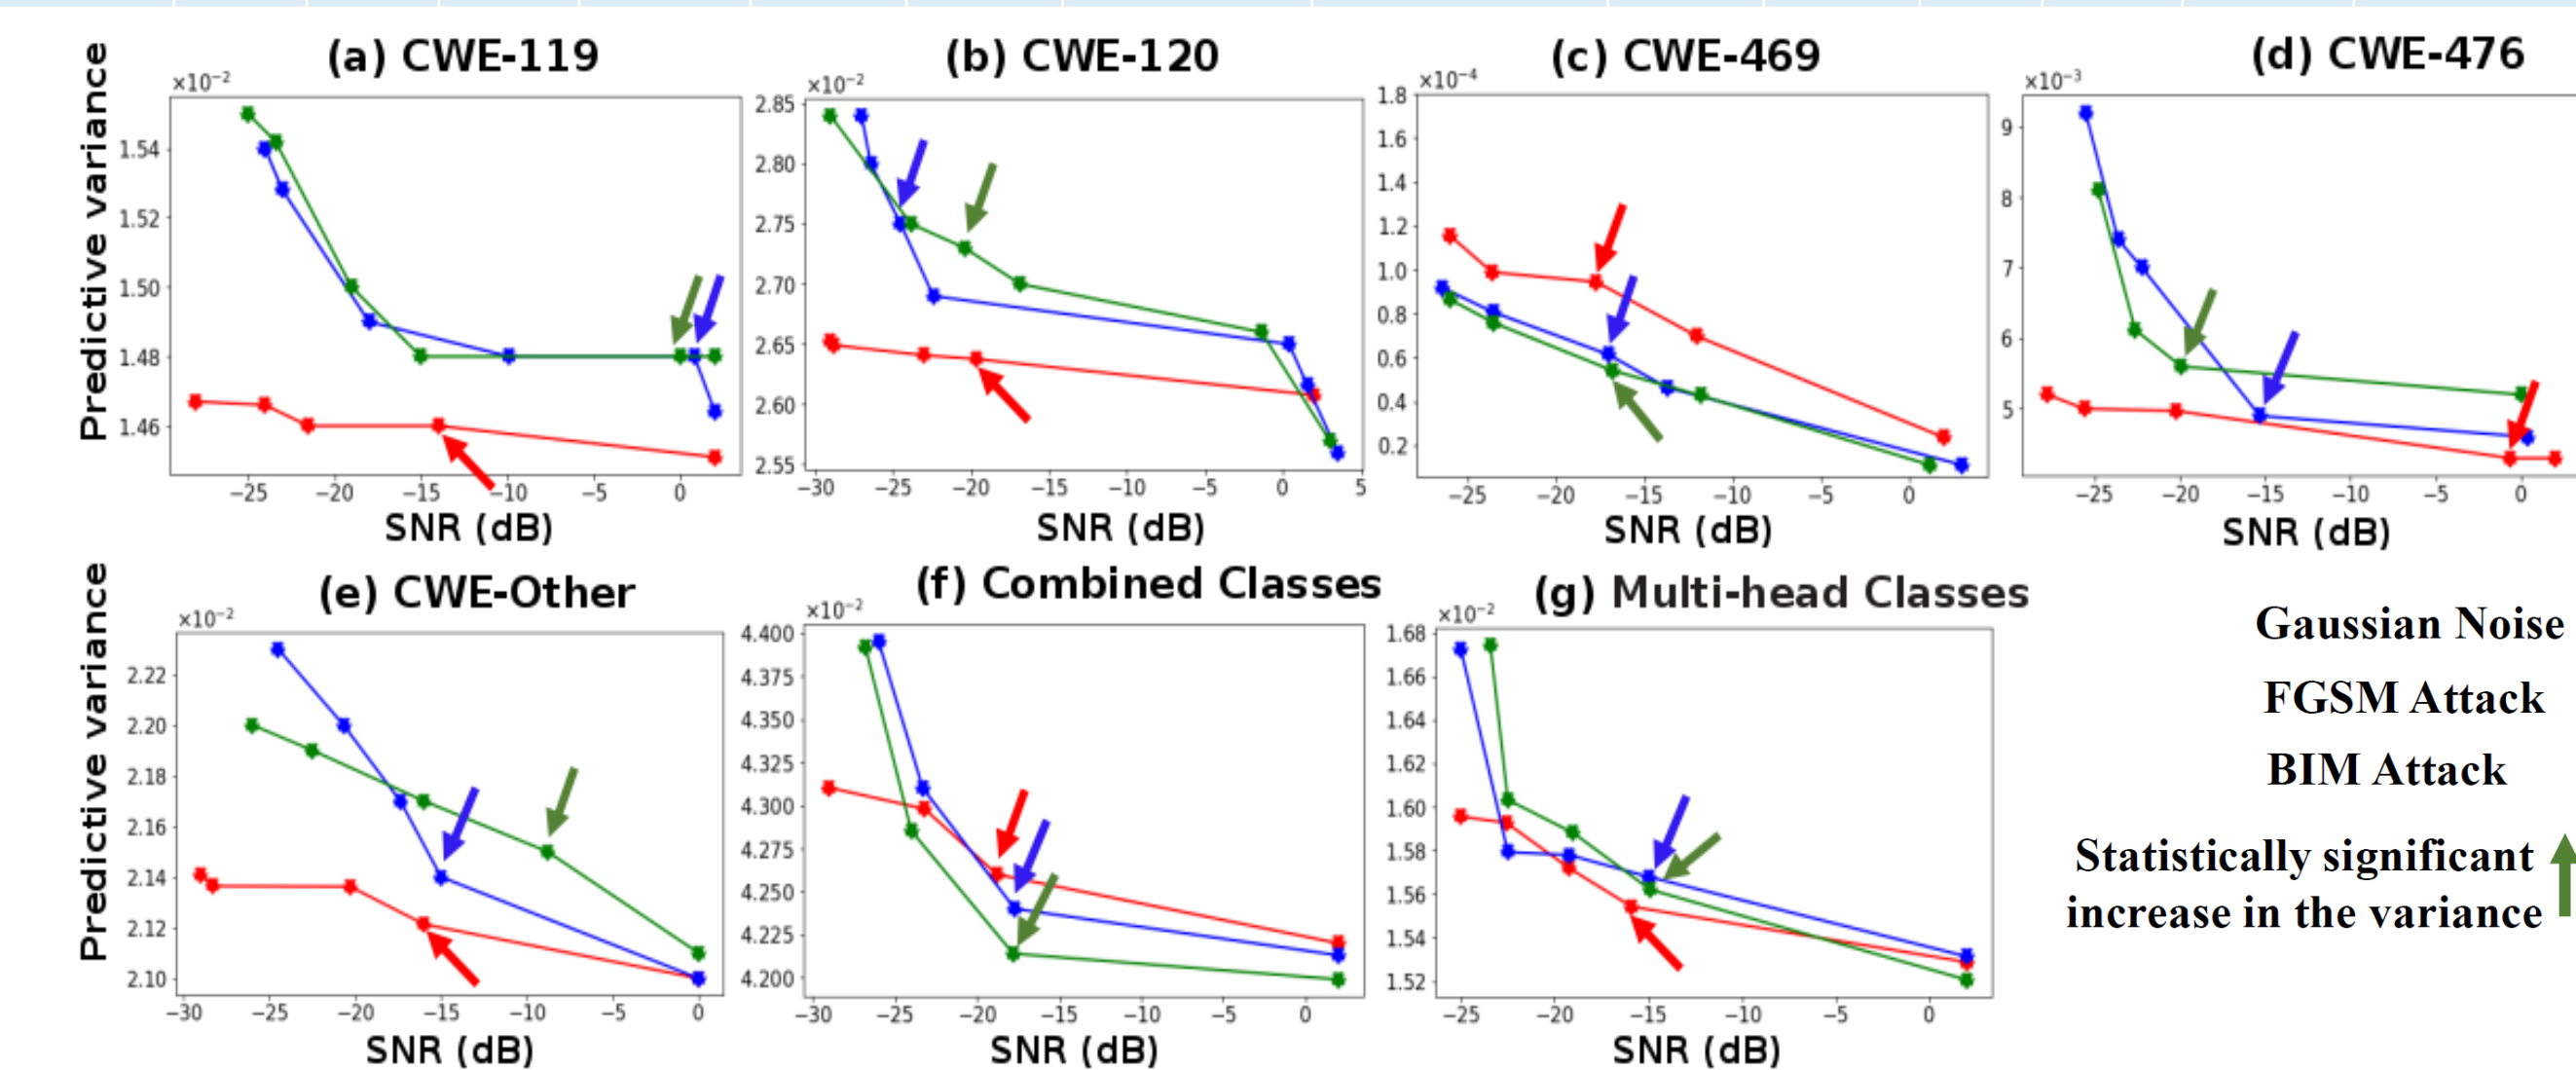 (a) CWE-119
(b) CWE-120
(c) CWE-469
(d) CWE-476
Predictive variance
×10⁻²
1.54
1.52
1.50
1.48
1.46
−25 −20 −15 −10 −5 0
SNR (dB)
×10⁻²
2.85
2.80
2.75
2.70
2.65
2.60
2.55
−30 −25 −20 −15 −10 −5 0 5
SNR (dB)
×10⁻⁴
1.8
1.6
1.4
1.2
1.0
0.8
0.6
0.4
0.2
−25 −20 −15 −10 −5 0
SNR (dB)
×10⁻³
9
8
7
6
5
−25 −20 −15 −10 −5 0
SNR (dB)
(e) CWE-Other
(f) Combined Classes
(g) Multi-head Classes
Predictive variance
×10⁻²
2.22
2.20
2.18
2.16
2.14
2.12
2.10
−30 −25 −20 −15 −10 −5 0
SNR (dB)
×10⁻²
4.400
4.375
4.350
4.325
4.300
4.275
4.250
4.225
4.200
−30 −25 −20 −15 −10 −5 0
SNR (dB)
×10⁻²
1.68
1.66
1.64
1.62
1.60
1.58
1.56
1.54
1.52
−25 −20 −15 −10 −5 0
SNR (dB)
Gaussian Noise
FGSM Attack
BIM Attack
Statistically significant
increase in the variance